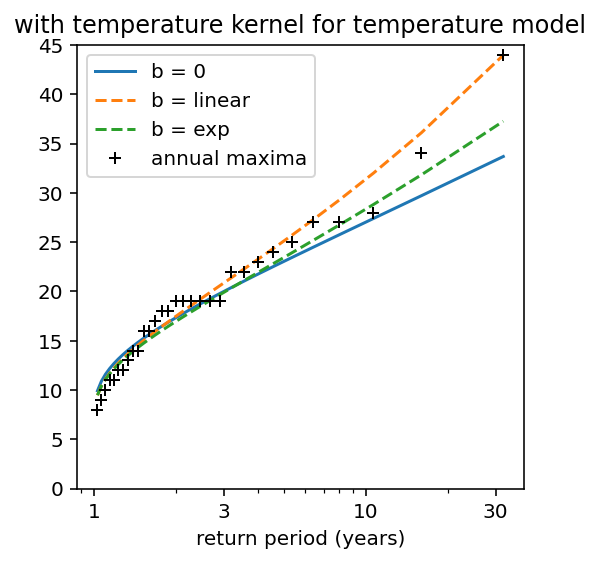 with temperature kernel for temperature model
b = 0
b = linear
b = exp
annual maxima
45
40
35
30
25
20
15
10
5
0
1
3
10
30
return period (years)